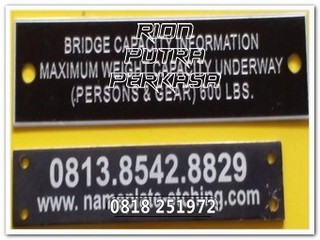 RION
BRIDGE CAPACITY INFORMATION
PUTRA
MAXIMUM WEIGHT CAPACITY UNDERWAY
PERKASA
(.PERSONS & GEAR) 600 LBS.
0813.8542.8829
www. nameplate-etching.com
0818 251972